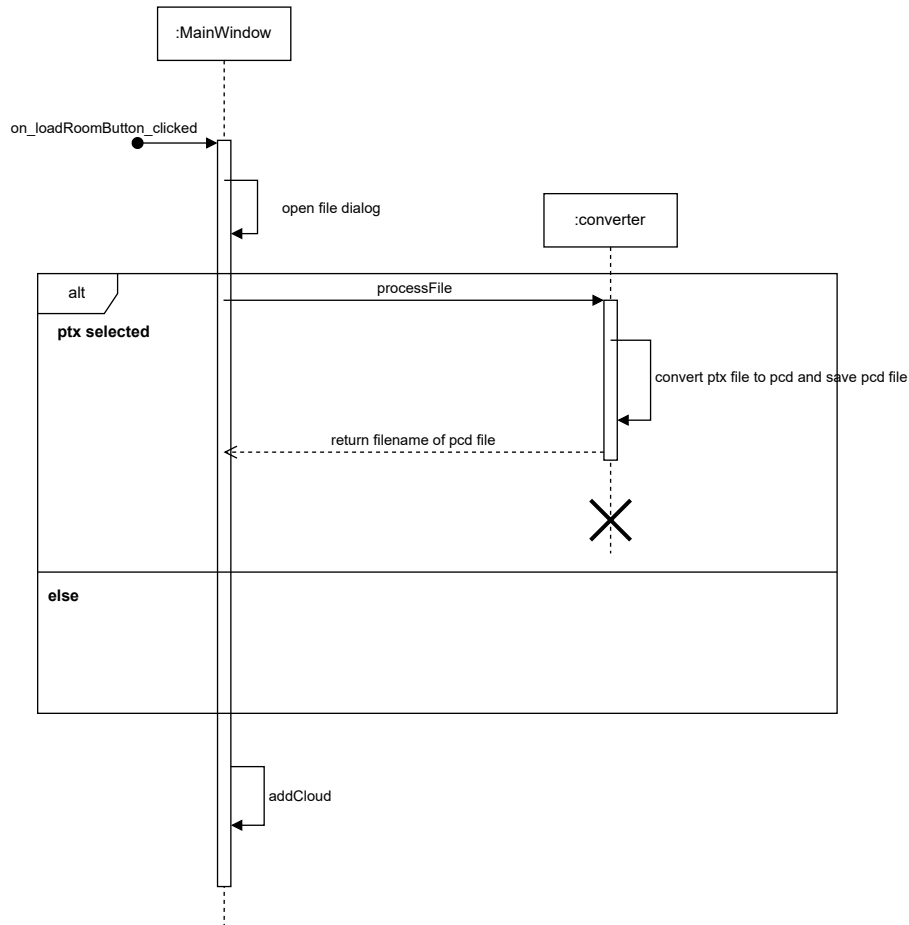 :MainWindow
on_loadRoomButton_clicked
open file dialog
:converter
alt
processFile
ptx selected
convert ptx file to pcd and save pcd file
return filename of pcd file
else
addCloud